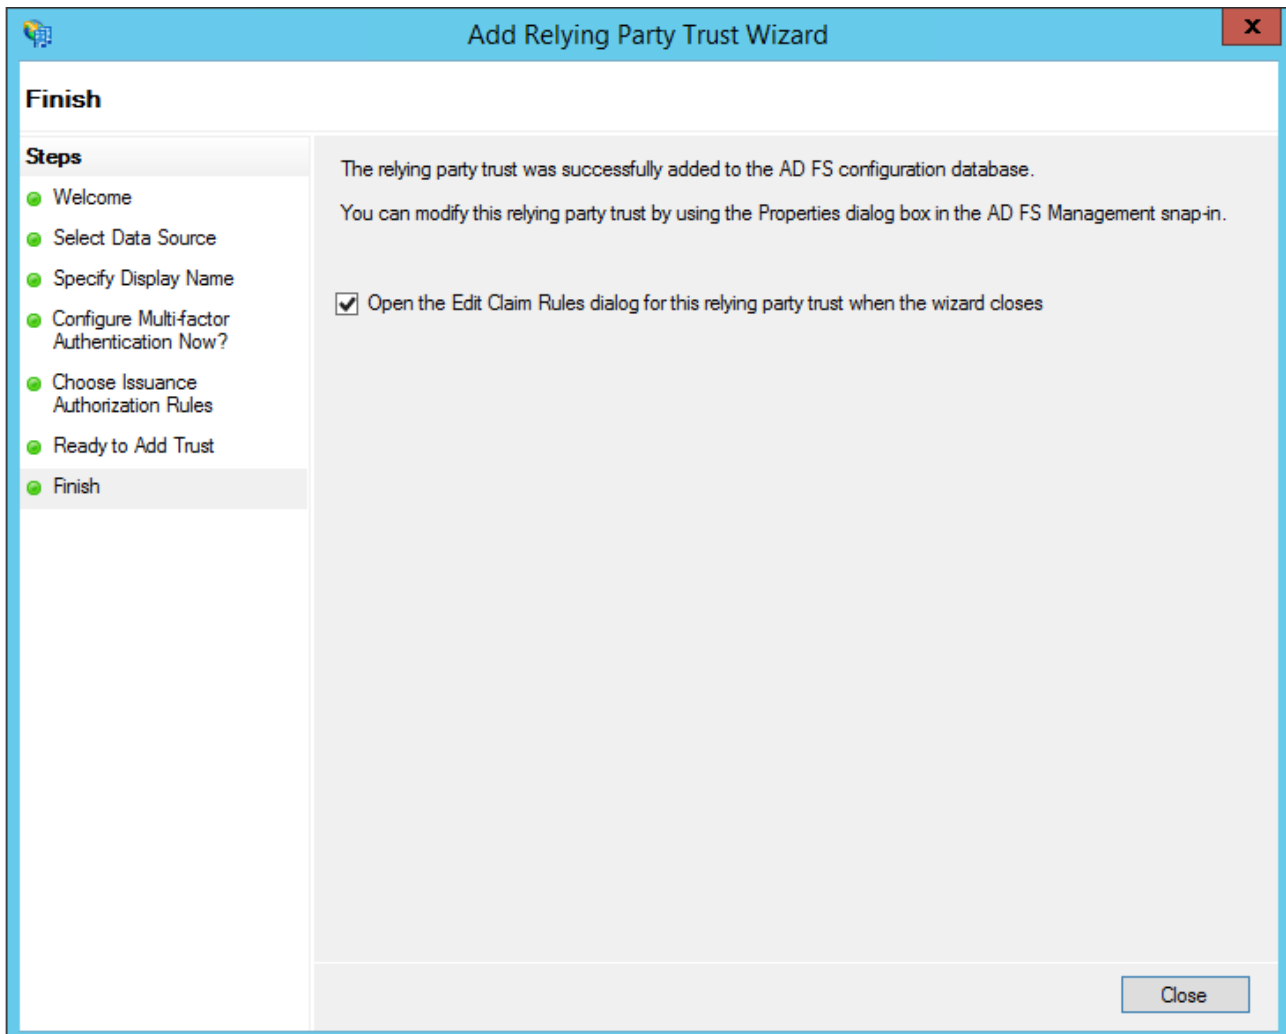 Add Relying Party Trust Wizard
x
Finish
Steps
Welcome
Select Data Source
Specify Display Name
Configure Multi-factor
Authentication Now?
Choose Issuance
Authorization Rules
Ready to Add Trust
Finish
The relying party trust was successfully added to the AD FS configuration database.
You can modify this relying party trust by using the Properties dialog box in the AD FS Management snap-in.
Open the Edit Claim Rules dialog for this relying party trust when the wizard closes
Close